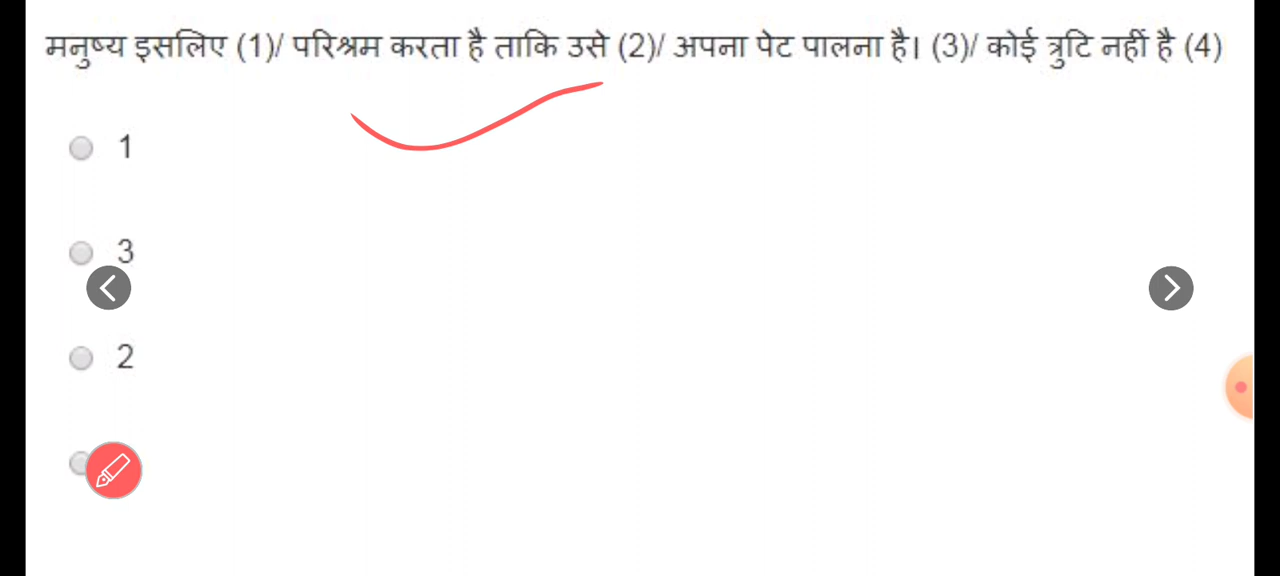 मनुष्य इसलिए (1)/ परिश्रम करता है ताकि उसे (2)/ अपना पेट पालना है। (3)/ कोई त्रुटि नहीं है (4)
1
3
2